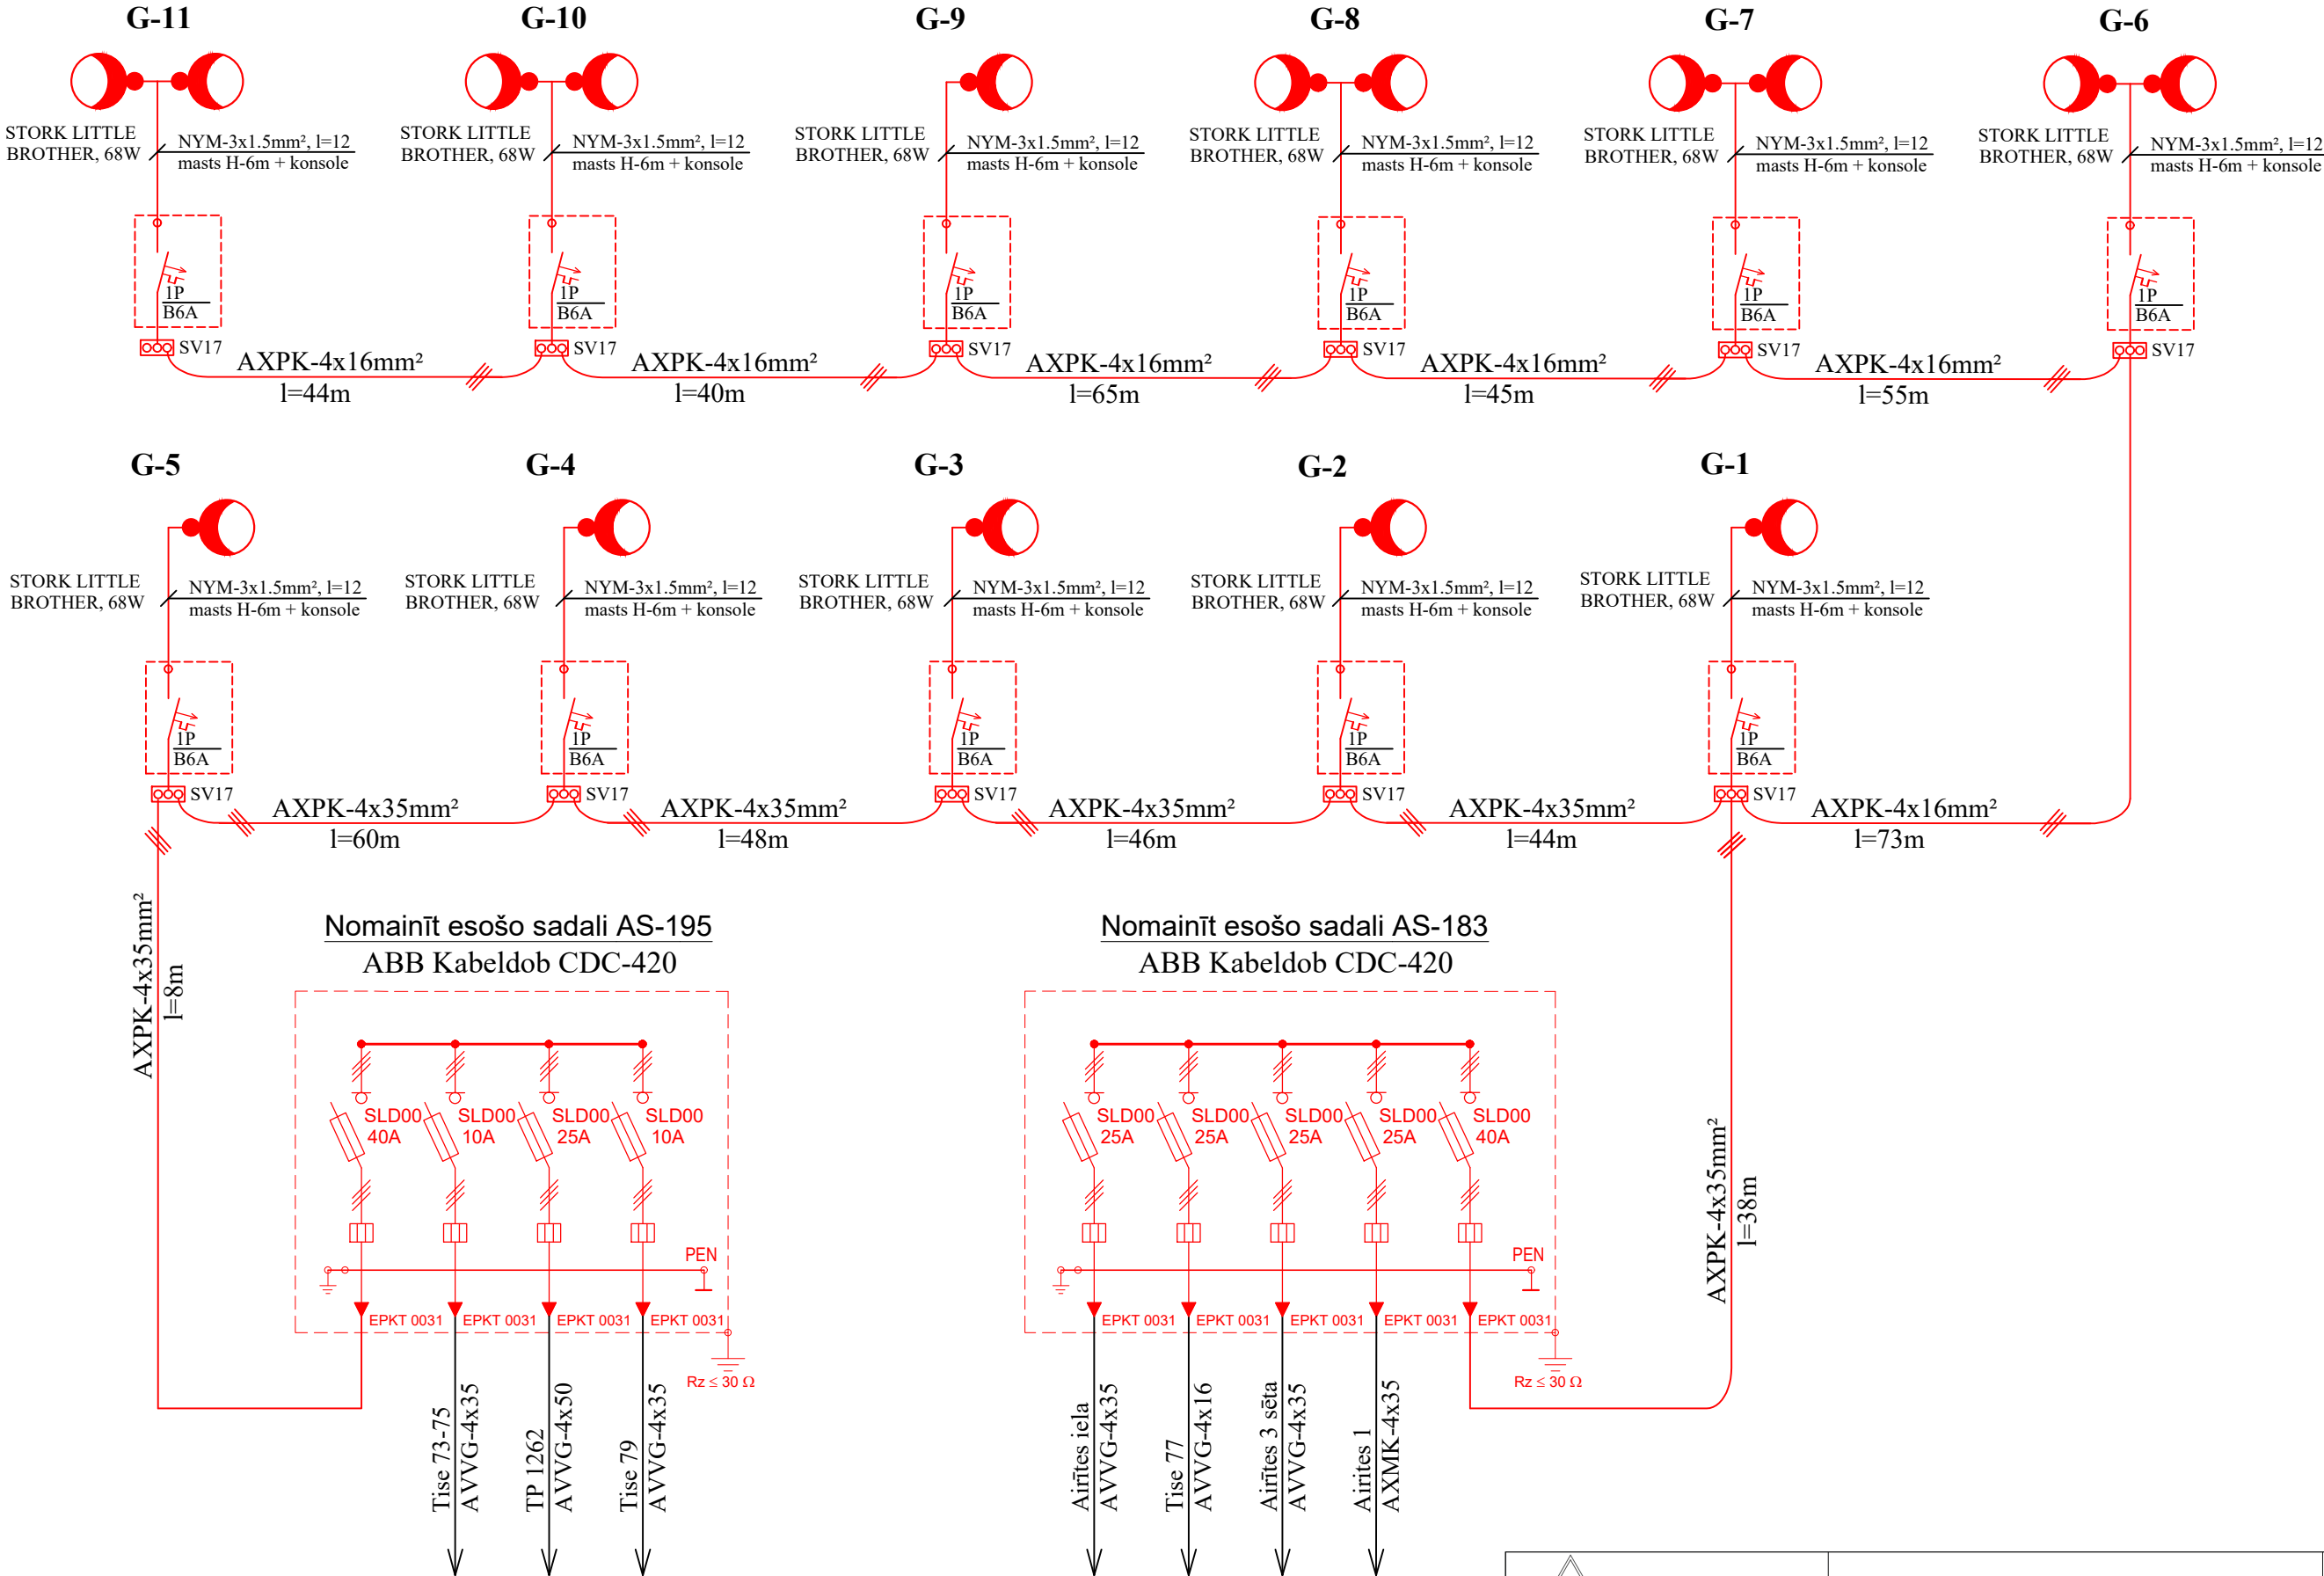 G-11
G-10
G-9
G-8
G-7
G-6
STORK LITTLE
BROTHER, 68W
NYM-3x1.5mm², l=12
masts H-6m + konsole
STORK LITTLE
BROTHER, 68W
NYM-3x1.5mm², l=12
masts H-6m + konsole
STORK LITTLE
BROTHER, 68W
NYM-3x1.5mm², l=12
masts H-6m + konsole
STORK LITTLE
BROTHER, 68W
NYM-3x1.5mm², l=12
masts H-6m + konsole
STORK LITTLE
BROTHER, 68W
NYM-3x1.5mm², l=12
masts H-6m + konsole
STORK LITTLE
BROTHER, 68W
NYM-3x1.5mm², l=12
masts H-6m + konsole
1P
B6A
1P
B6A
1P
B6A
1P
B6A
1P
B6A
1P
B6A
SV17
SV17
SV17
SV17
SV17
SV17
AXPK-4x16mm²
l=44m
AXPK-4x16mm²
l=40m
AXPK-4x16mm²
l=65m
AXPK-4x16mm²
l=45m
AXPK-4x16mm²
l=55m
G-5
G-4
G-3
G-2
G-1
STORK LITTLE
BROTHER, 68W
NYM-3x1.5mm², l=12
masts H-6m + konsole
STORK LITTLE
BROTHER, 68W
NYM-3x1.5mm², l=12
masts H-6m + konsole
STORK LITTLE
BROTHER, 68W
NYM-3x1.5mm², l=12
masts H-6m + konsole
STORK LITTLE
BROTHER, 68W
NYM-3x1.5mm², l=12
masts H-6m + konsole
STORK LITTLE
BROTHER, 68W
NYM-3x1.5mm², l=12
masts H-6m + konsole
1P
B6A
1P
B6A
1P
B6A
1P
B6A
1P
B6A
SV17
SV17
SV17
SV17
SV17
AXPK-4x35mm²
l=60m
AXPK-4x35mm²
l=48m
AXPK-4x35mm²
l=46m
AXPK-4x35mm²
l=44m
AXPK-4x16mm²
l=73m
AXPK-4x35mm²
l=8m
Nomainīt esošo sadali AS-195
ABB Kabeldob CDC-420
SLD00
40A
SLD00
10A
SLD00
25A
SLD00
10A
PEN
EPKT 0031
EPKT 0031
EPKT 0031
EPKT 0031
Rz ≤ 30 Ω
Tise 73-75
AVVG-4x35
TP 1262
AVVG-4x50
Tise 79
AVVG-4x35
Nomainīt esošo sadali AS-183
ABB Kabeldob CDC-420
SLD00
25A
SLD00
25A
SLD00
25A
SLD00
25A
SLD00
40A
PEN
EPKT 0031
EPKT 0031
EPKT 0031
EPKT 0031
EPKT 0031
Rz ≤ 30 Ω
Airītes iela
AVVG-4x35
Tise 77
AVVG-4x16
Airītes 3 sēta
AVVG-4x35
Airites 1
AXMK-4x35
AXPK-4x35mm²
l=38m